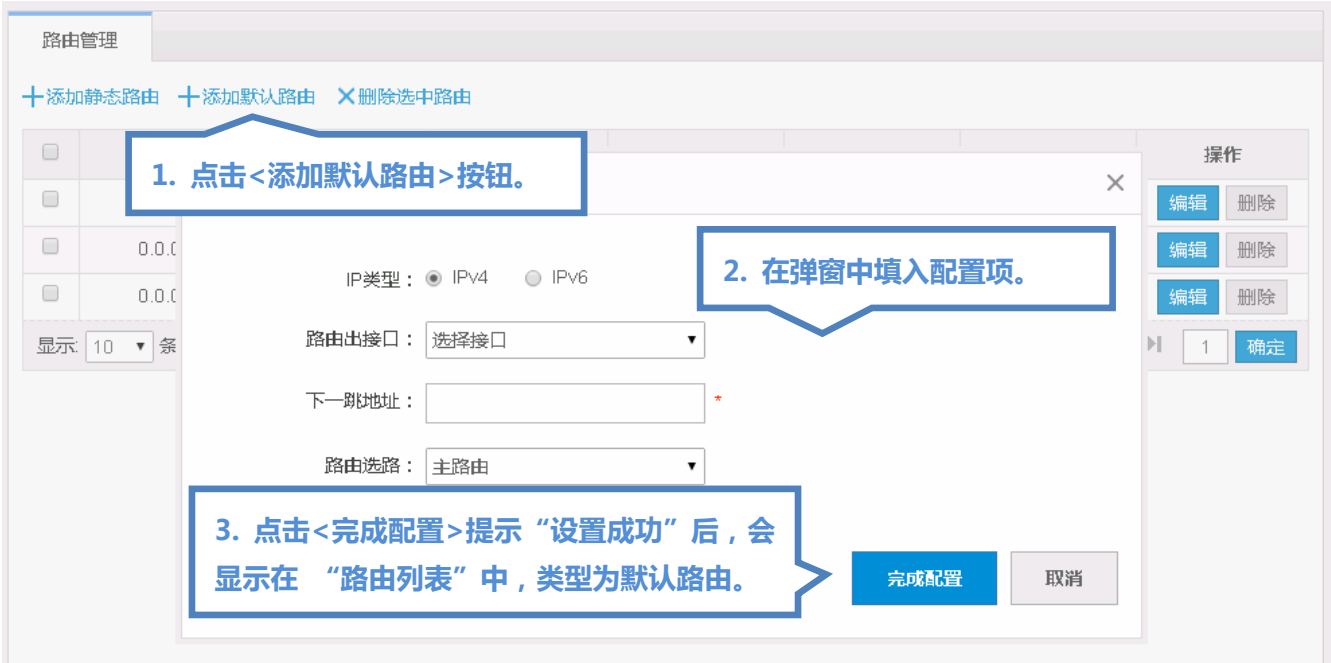 路由管理
添加静态路由 添加默认路由 删除选中路由
操作
1. 点击<添加默认路由>按钮。
编辑 删除
0.0.0
编辑 删除
0.0.0
编辑 删除
显示: 10 条
1 确定
2. 在弹窗中填入配置项。
IP类型： IPv4 IPv6
路由出接口： 选择接口
下一跳地址： *
路由选路： 主路由
3. 点击<完成配置>提示“设置成功”后，会
显示在 “路由列表”中，类型为默认路由。
完成配置 取消